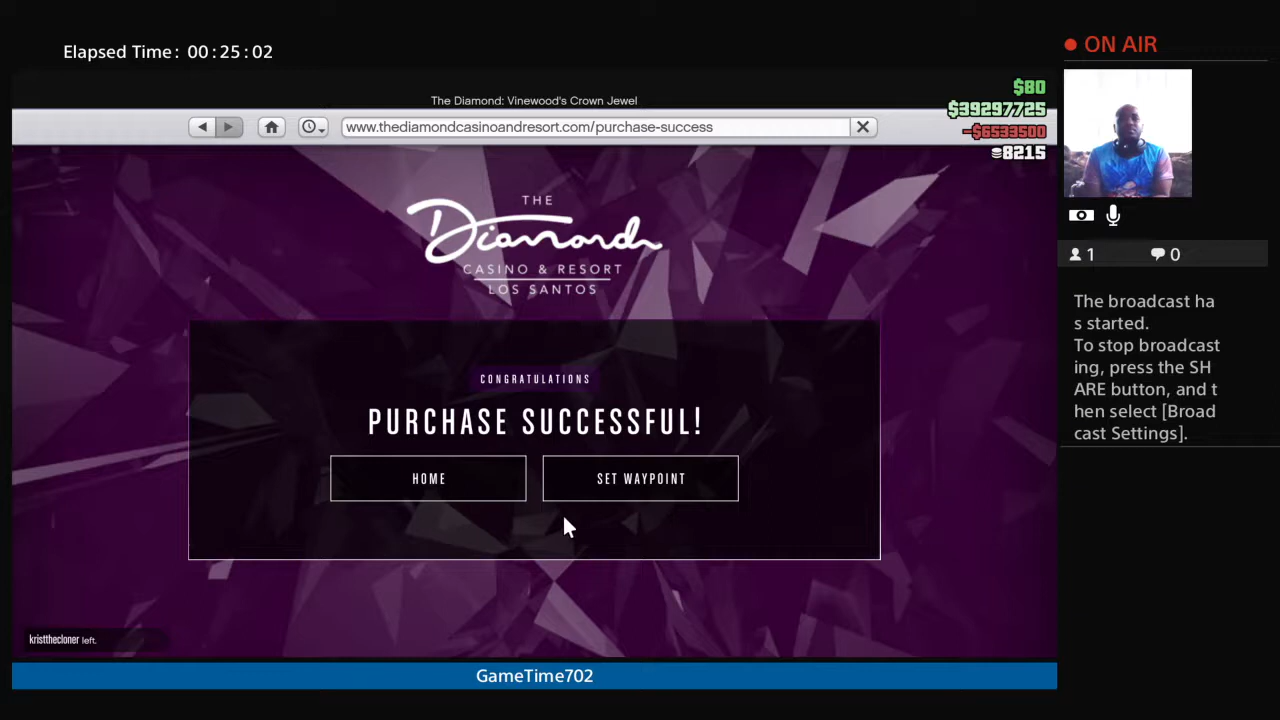 Elapsed Time: 00:25:02
ON AIR
The Diamond: Vinewood's Crown Jewel
$80
$39297725
-$6533500
8215
www.thediamondcasinoandresort.com/purchase-success
THE
Diamond
CASINO & RESORT
LOS SANTOS
1
0
The broadcast ha
s started.
To stop broadcast
ing, press the SH
ARE button, and t
hen select [Broad
cast Settings].
CONGRATULATIONS
PURCHASE SUCCESSFUL!
HOME
SET WAYPOINT
kristthecloner left.
GameTime702